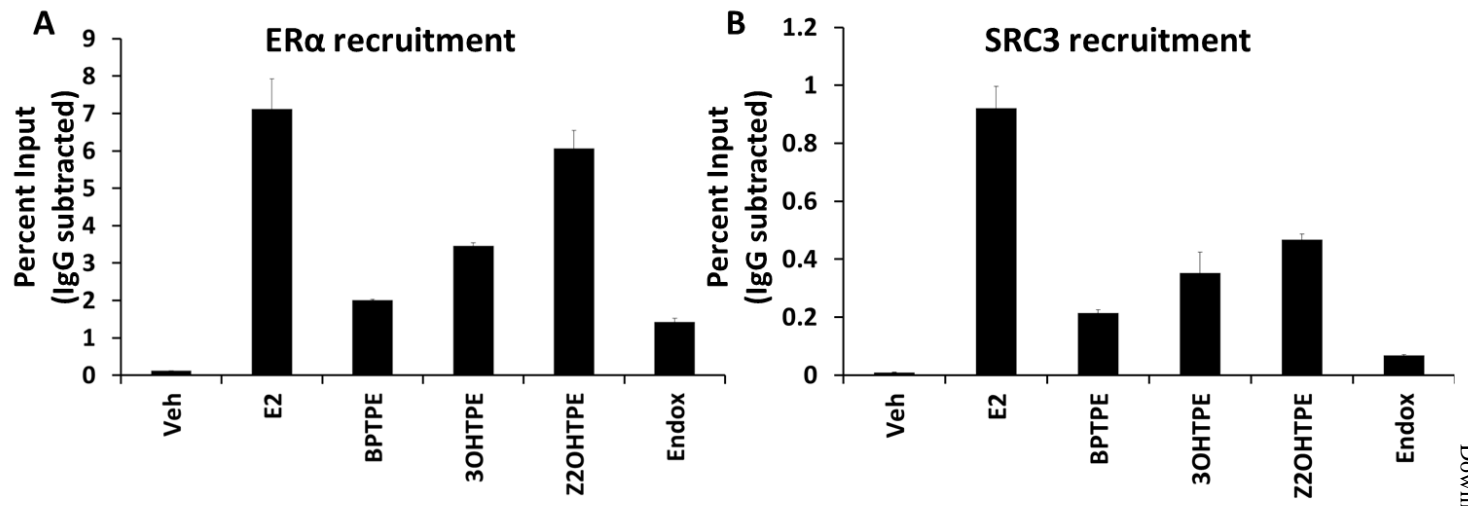 A
ERα recruitment
Percent Input
(IgG subtracted)
9
8
7
6
5
4
3
2
1
0
Veh
E2
BPTPE
3OHTPE
Z2OHTPE
Endox
B
SRC3 recruitment
Percent Input
(IgG subtracted)
1.2
1
0.8
0.6
0.4
0.2
0
Veh
E2
BPTPE
3OHTPE
Z2OHTPE
Endox